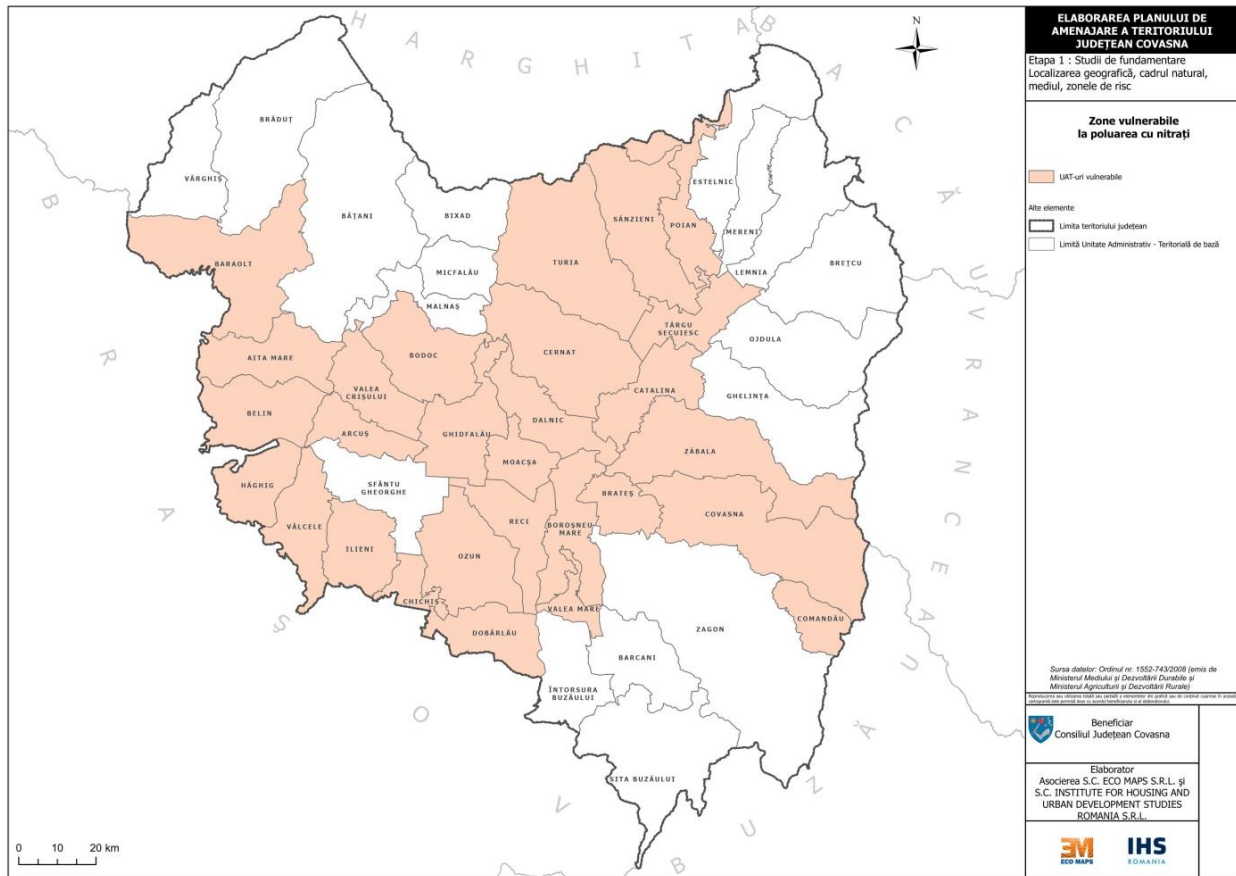 HARGHITA
BACĂU
VRANCEA
BUZĂU
BRAȘOV
N
BRĂDUȚ
VÂRGHIȘ
BĂȚANI
BIXAD
MICFALĂU
MALNAȘ
BARAOLT
TURIA
SÂNZIENI
POIAN
ESTELNIC
MERENI
LEMNIA
BREȚCU
OJDULA
GHELINȚA
TÂRGU
SECUIESC
CERNAT
CATALINA
BODOC
AITA MARE
VALEA
CRIȘULUI
BELIN
ARCUȘ
GHIDFALĂU
DALNIC
MOACȘA
ZĂBALA
HĂGHIG
SFÂNTU
GHEORGHE
BRATEȘ
COVASNA
VÂLCELE
ILIENI
OZUN
RECI
BOROȘNEU
MARE
CHICHIȘ
VALEA MARE
DOBÂRLĂU
ZAGON
COMANDĂU
BARCANI
ÎNTORSURA
BUZĂULUI
SITA BUZĂULUI
0 10 20 km
ELABORAREA PLANULUI DE
AMENAJARE A TERITORIULUI
JUDEȚEAN COVASNA
Etapa 1 : Studii de fundamentare
Localizarea geografică, cadrul natural,
mediul, zonele de risc
Zone vulnerabile
la poluarea cu nitrați
UAT-uri vulnerabile
Alte elemente
Limita teritoriului județean
Limită Unitate Administrativ - Teritorială de bază
Sursa datelor: Ordinul nr. 1552-743/2008 (emis de
Ministerul Mediului și Dezvoltării Durabile și
Ministerul Agriculturii și Dezvoltării Rurale)
Beneficiar
Consiliul Județean Covasna
Elaborator
Asocierea S.C. ECO MAPS S.R.L. și
S.C. INSTITUTE FOR HOUSING AND
URBAN DEVELOPMENT STUDIES
ROMANIA S.R.L.
EM
ECO MAPS
IHS
ROMANIA